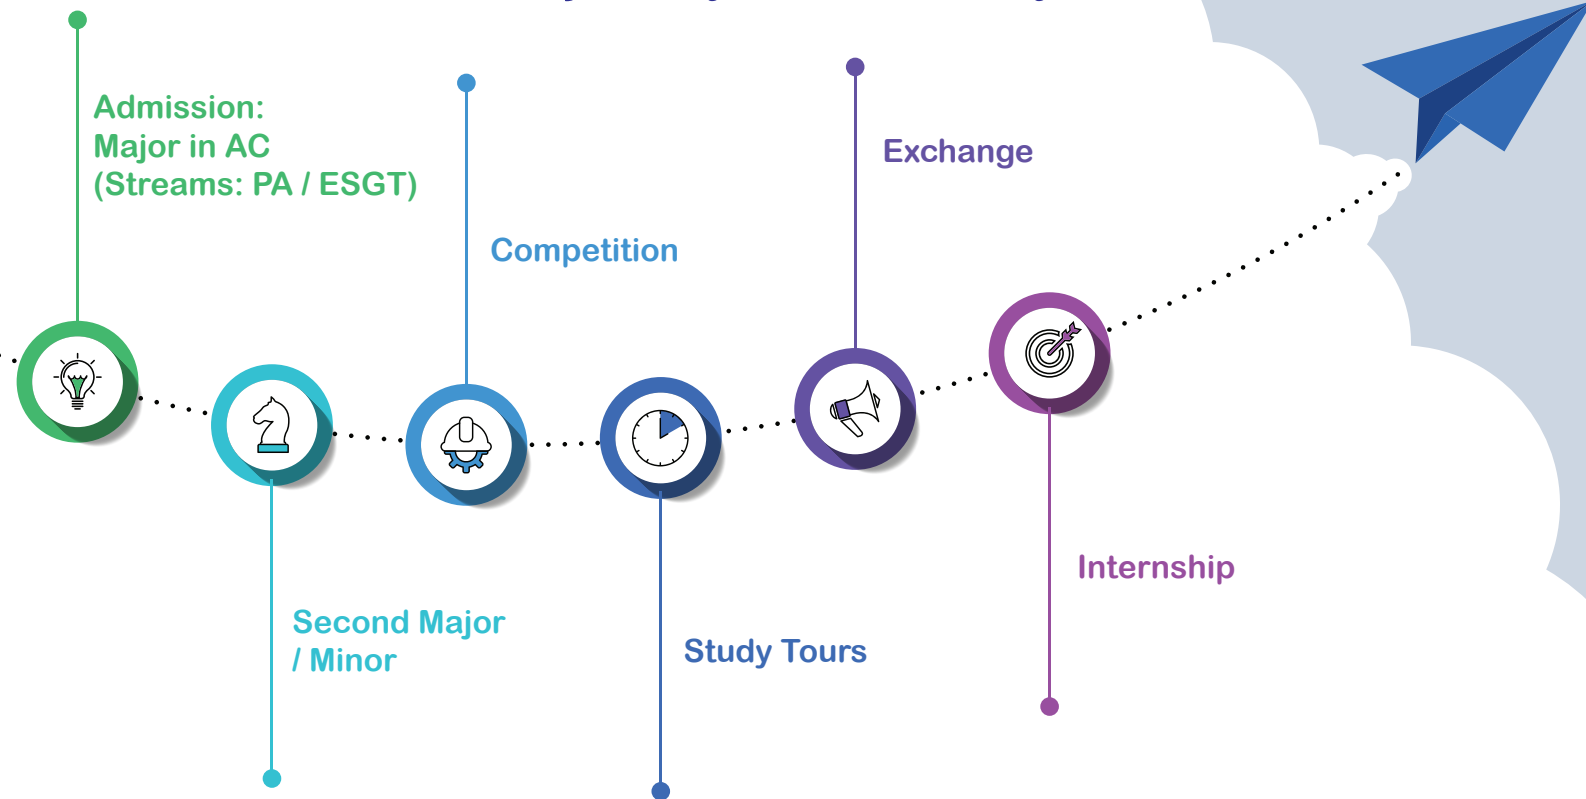 Admission:
Major in AC
(Streams: PA / ESGT)
Second Major
/ Minor
Competition
Study Tours
Exchange
Internship